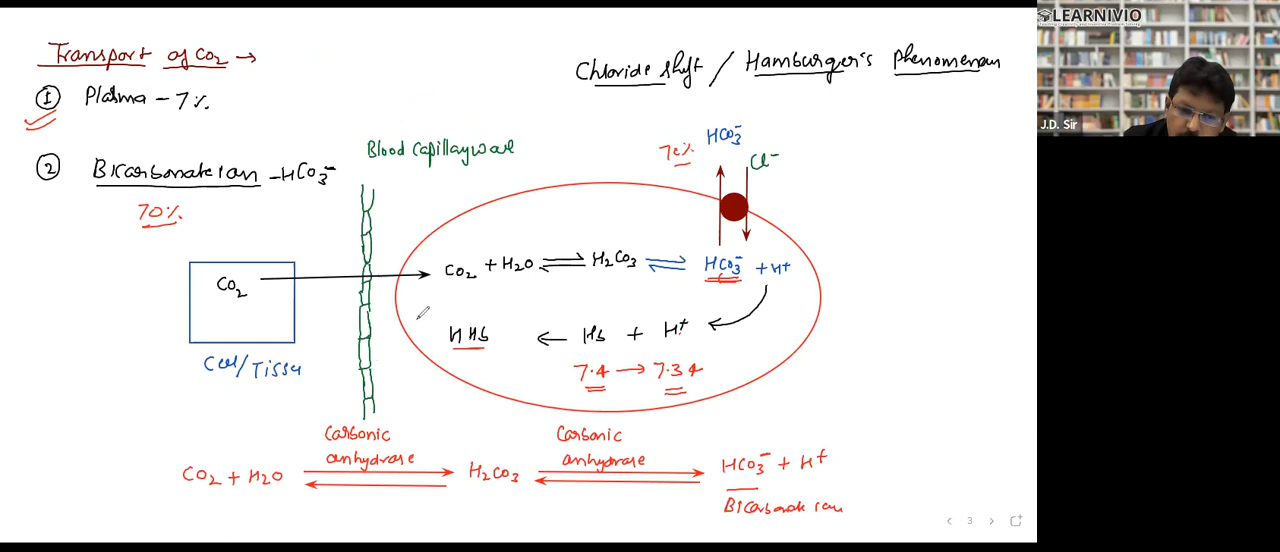 Transport of CO2 →
Chloride shift / Hamburger's Phenomenon
LEARNIVIO
J.D. Sir
① Plasma - 7%
② Bicarbonate Ion - HCO3-
70%
Blood Capillary
70%
HCO3-
Cl-
CO2
CO2 + H2O ⇌ H2CO3 ⇌ HCO3- + H+
HHb ← Hb + H+
7.4 → 7.34
Cell/Tissue
Carbonic anhydrase
Carbonic anhydrase
CO2 + H2O ⇌ H2CO3 ⇌ HCO3- + H+
Bicarbonate ion
3